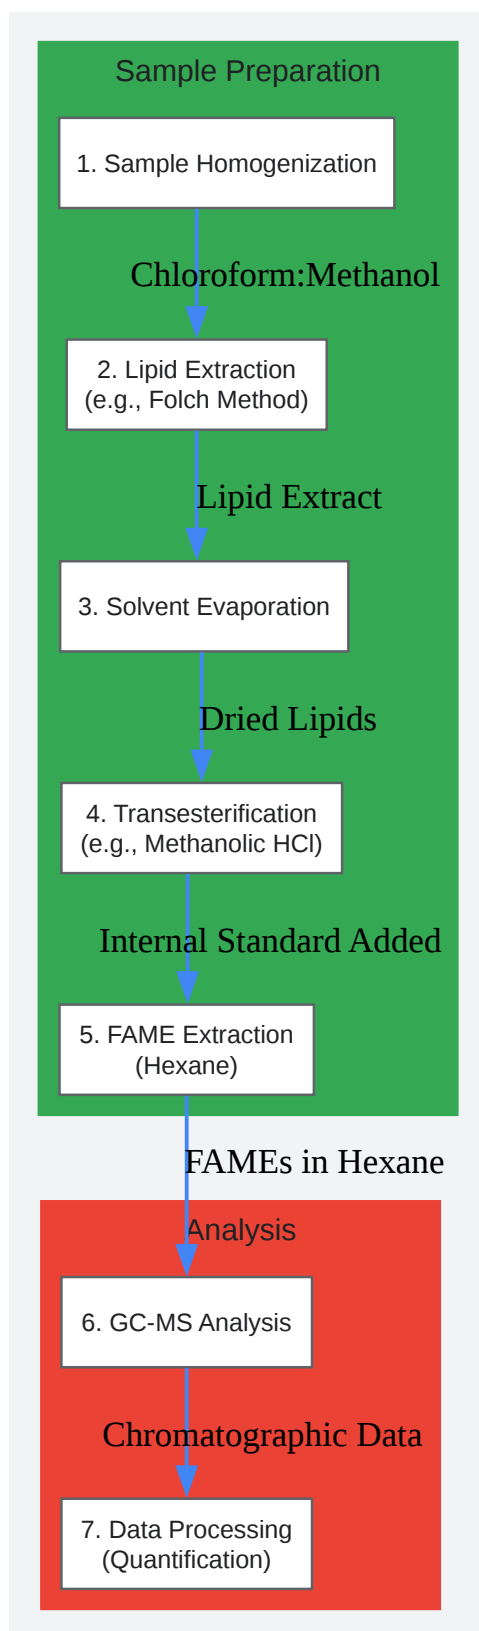 Sample Preparation
1. Sample Homogenization
Chloroform:Methanol
2. Lipid Extraction
(e.g., Folch Method)
Lipid Extract
3. Solvent Evaporation
Dried Lipids
4. Transesterification
(e.g., Methanolic HCl)
Internal Standard Added
5. FAME Extraction
(Hexane)
FAMEs in Hexane
Analysis
6. GC-MS Analysis
Chromatographic Data
7. Data Processing
(Quantification)